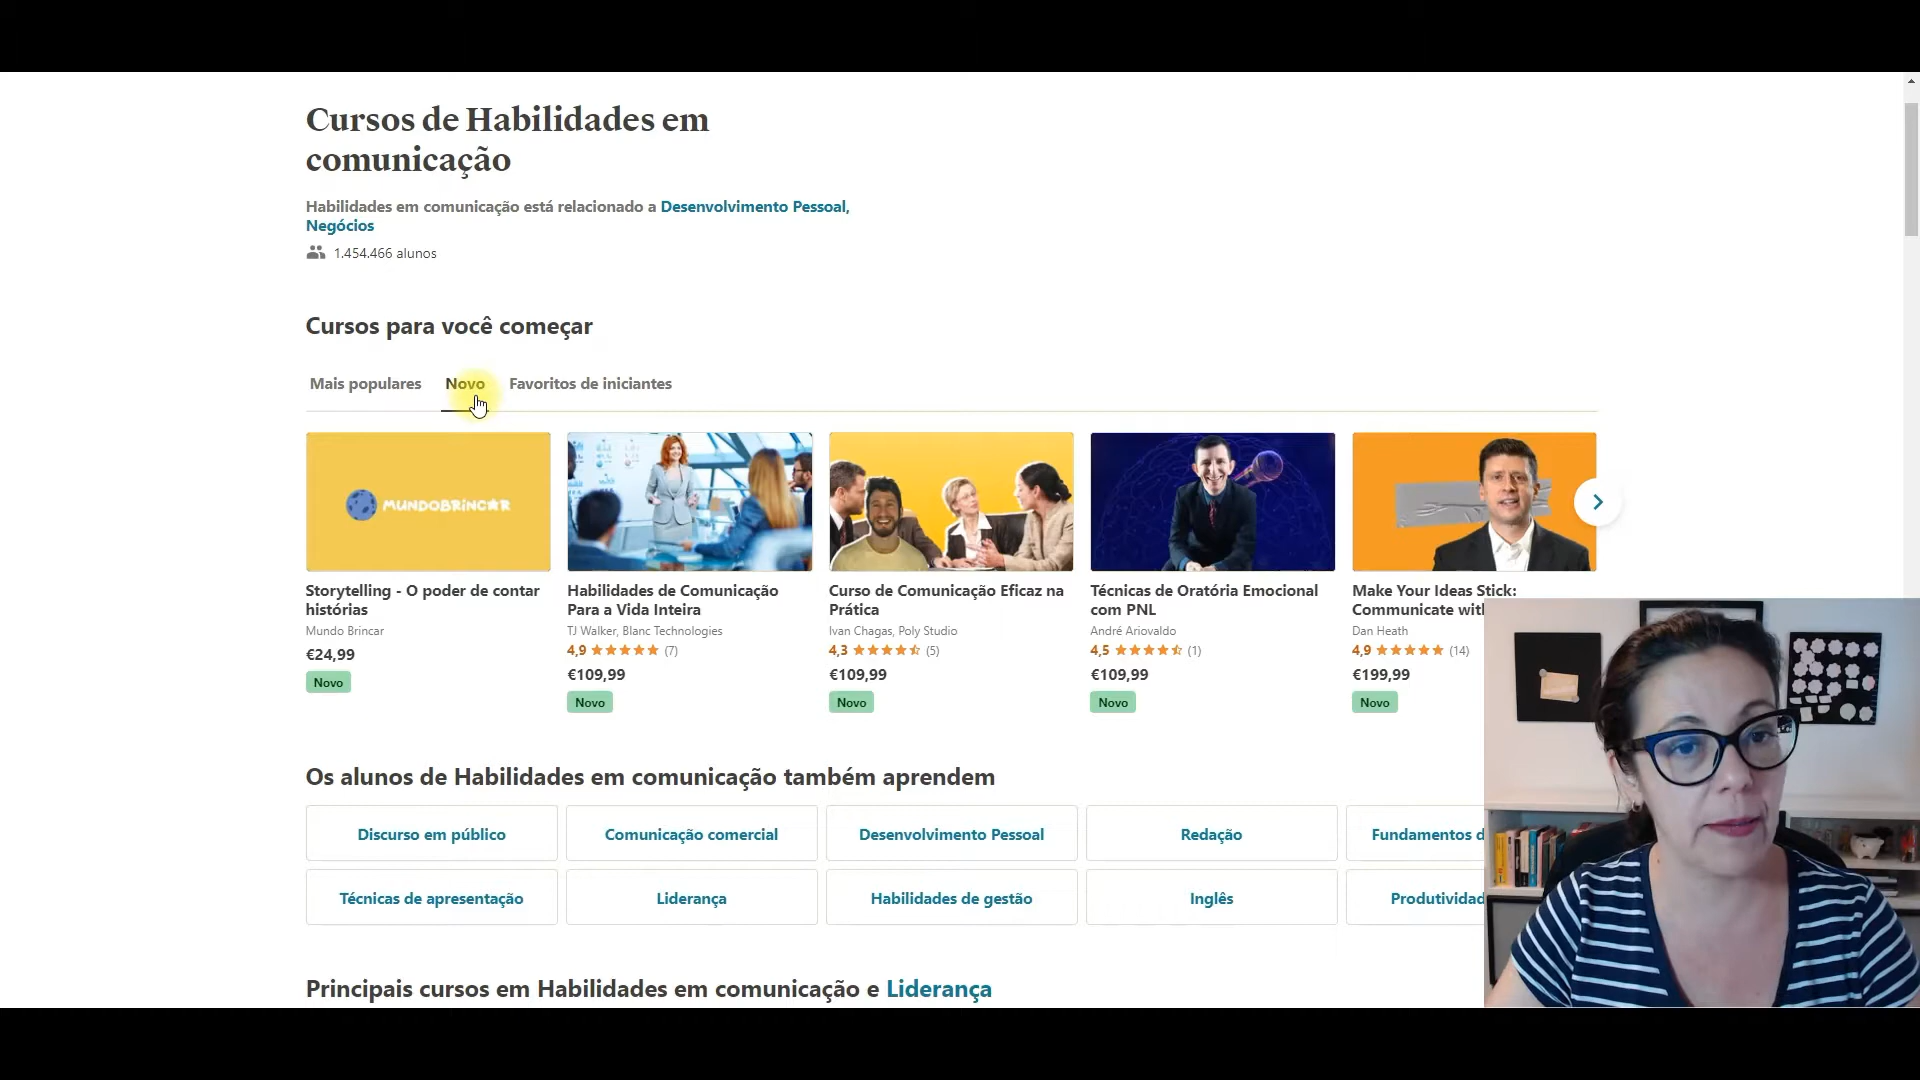 Cursos de Habilidades em
comunicação
Habilidades em comunicação está relacionado a Desenvolvimento Pessoal,
Negócios
1.454.466 alunos
Cursos para você começar
Mais populares Novo Favoritos de iniciantes
MUNDOBRINCAR
Storytelling - O poder de contar
histórias
Mundo Brincar
€24,99
Novo
Habilidades de Comunicação
Para a Vida Inteira
TJ Walker, Blanc Technologies
4,9 (7)
€109,99
Novo
Curso de Comunicação Eficaz na
Prática
Ivan Chagas, Poly Studio
4,3 (5)
€109,99
Novo
Técnicas de Oratória Emocional
com PNL
André Ariovaldo
4,5 (1)
€109,99
Novo
Make Your Ideas Stick:
Communicate wit
Dan Heath
4,9 (14)
€199,99
Novo
Os alunos de Habilidades em comunicação também aprendem
Discurso em público Comunicação comercial Desenvolvimento Pessoal Redação Fundamentos d
Técnicas de apresentação Liderança Habilidades de gestão Inglês Produtividad
Principais cursos em Habilidades em comunicação e Liderança